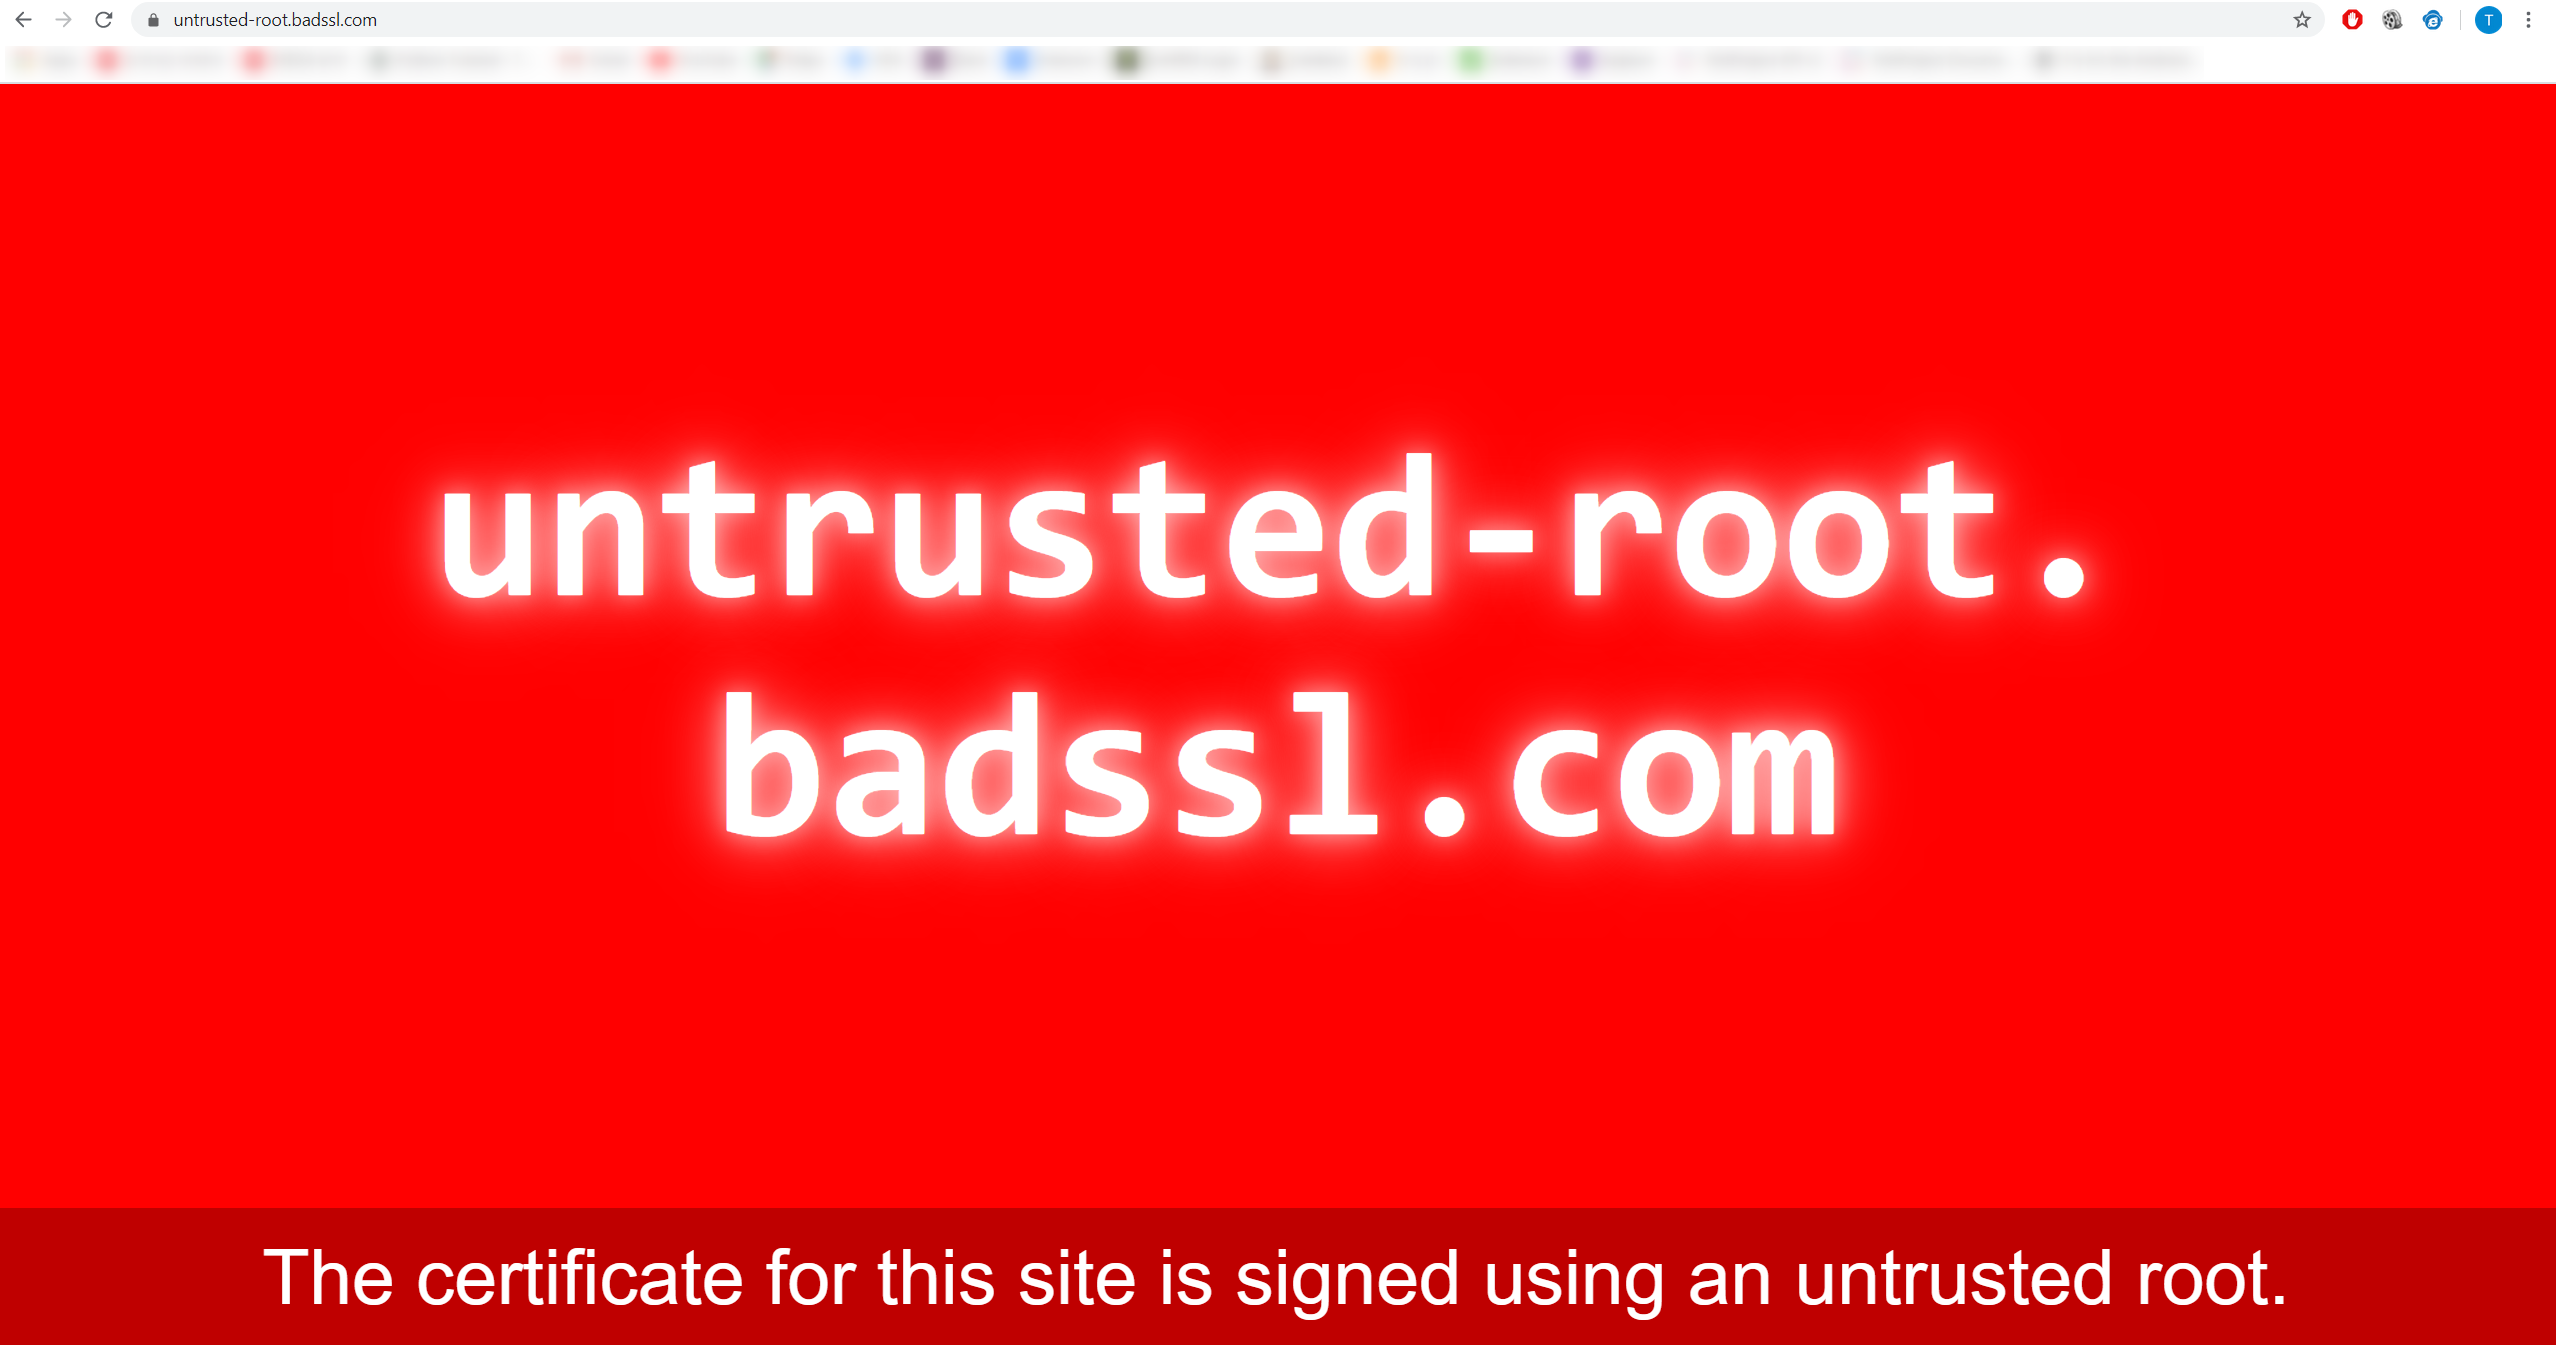 untrusted-root.badssl.com
T
untrusted-root.
badssl.com
The certificate for this site is signed using an untrusted root.